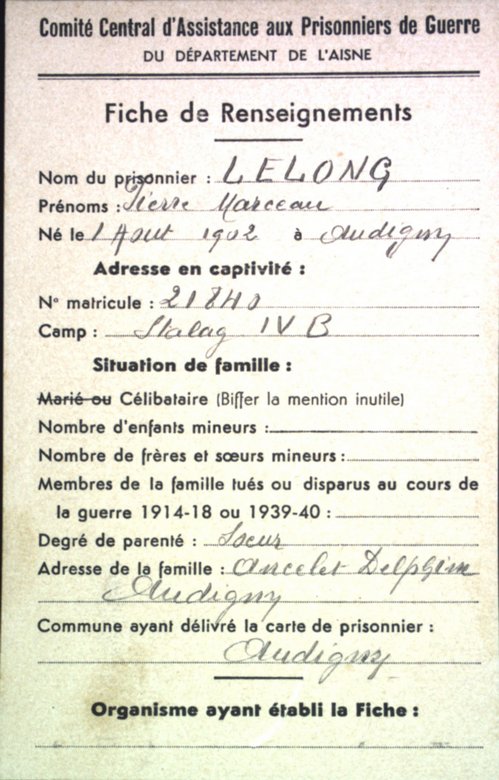 Comité Central d'Assistance aux Prisonniers de Guerre
DU DÉPARTEMENT DE L'AISNE
Fiche de Renseignements
Nom du prisonnier : LELONG
Prénoms : Pierre Marceau
Né le 1 Aout 1902 à Audigny
Adresse en captivité :
N° matricule : 21840
Camp : Stalag IV B
Situation de famille :
Marié ou Célibataire (Biffer la mention inutile)
Nombre d'enfants mineurs :
Nombre de frères et sœurs mineurs :
Membres de la famille tués ou disparus au cours de
la guerre 1914-18 ou 1939-40 :
Degré de parenté : Soeur
Adresse de la famille : Ancelet Delphine
Audigny
Commune ayant délivré la carte de prisonnier :
Audigny
Organisme ayant établi la Fiche :